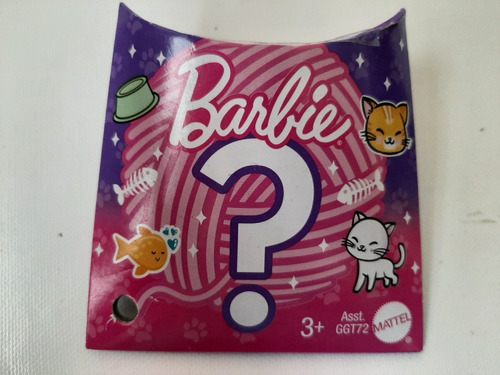 Barbie
?
3+
Asst.
GGT72
MATTEL